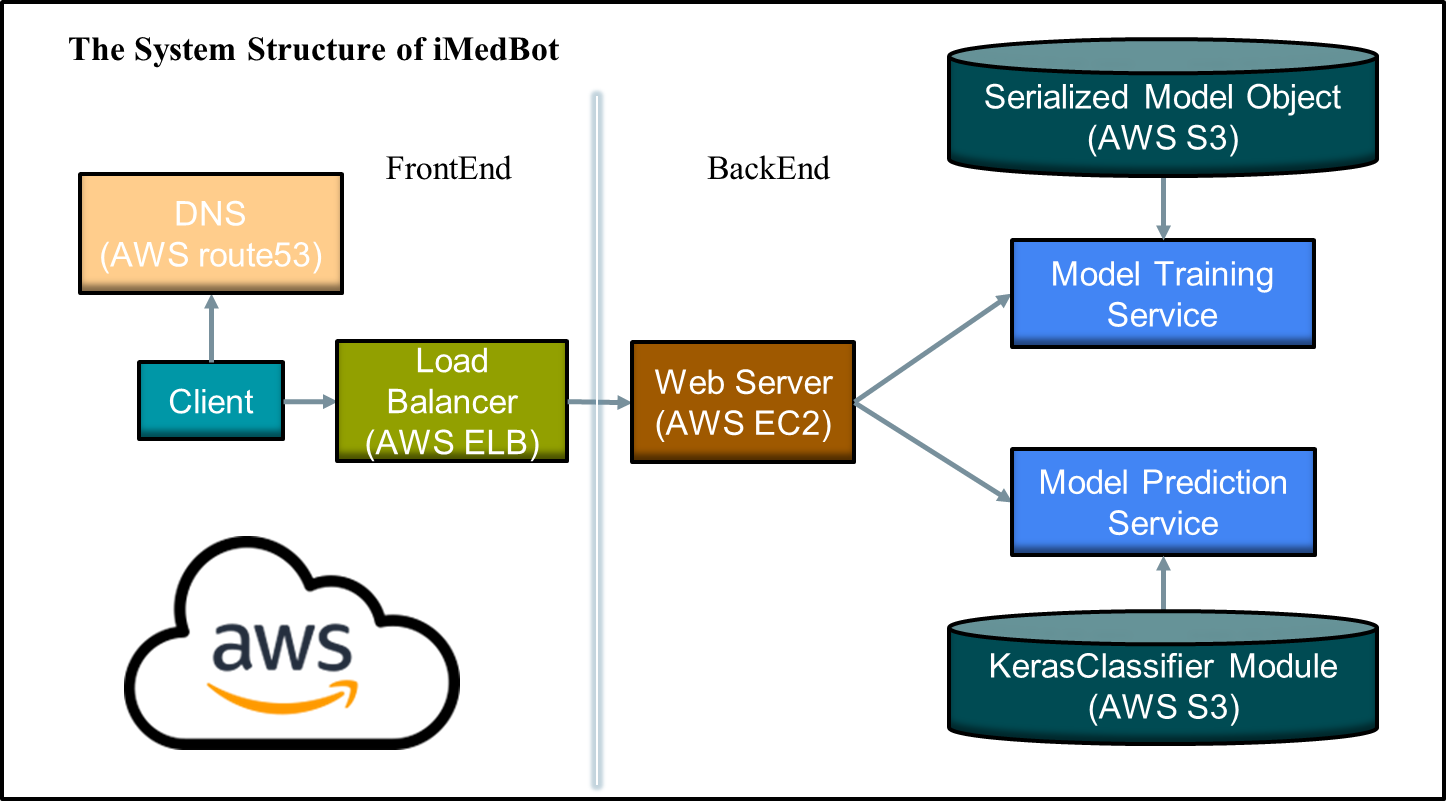 The System Structure of iMedBot
FrontEnd
BackEnd
DNS
(AWS route53)
Client
Load
Balancer
(AWS ELB)
Web Server
(AWS EC2)
Serialized Model Object
(AWS S3)
Model Training
Service
Model Prediction
Service
KerasClassifier Module
(AWS S3)
aws